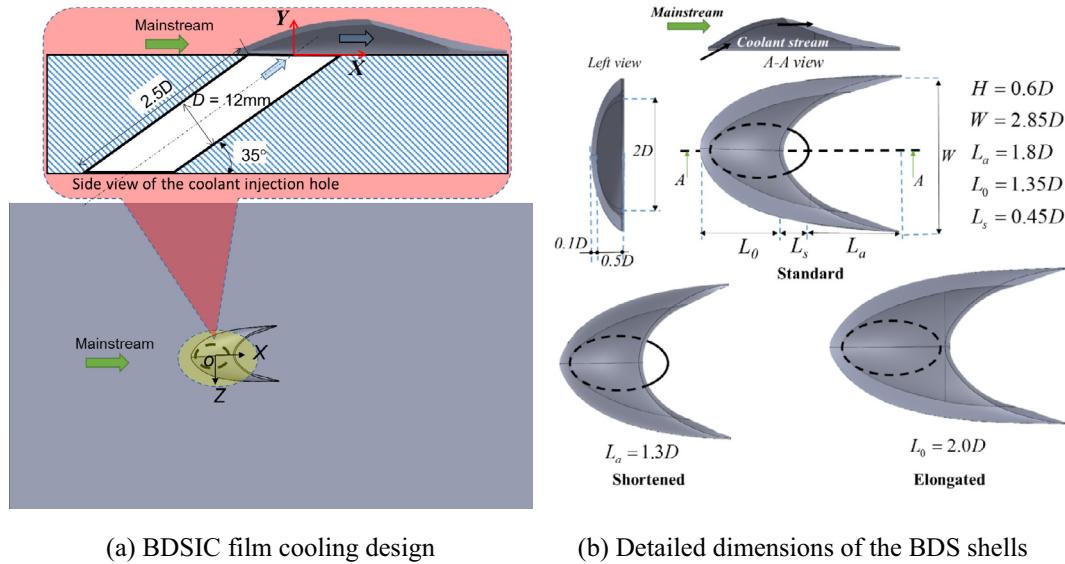 Mainstream
Y
X
2.5D
D = 12mm
35°
Side view of the coolant injection hole
Mainstream
o
X
Z
(a) BDSIC film cooling design
Mainstream
Coolant stream
A-A view
Left view
2D
0.1D
0.5D
A
A
W
L₀
Lₛ
Lₐ
Standard
H = 0.6D
W = 2.85D
Lₐ = 1.8D
L₀ = 1.35D
Lₛ = 0.45D
Lₐ = 1.3D
Shortened
L₀ = 2.0D
Elongated
(b) Detailed dimensions of the BDS shells